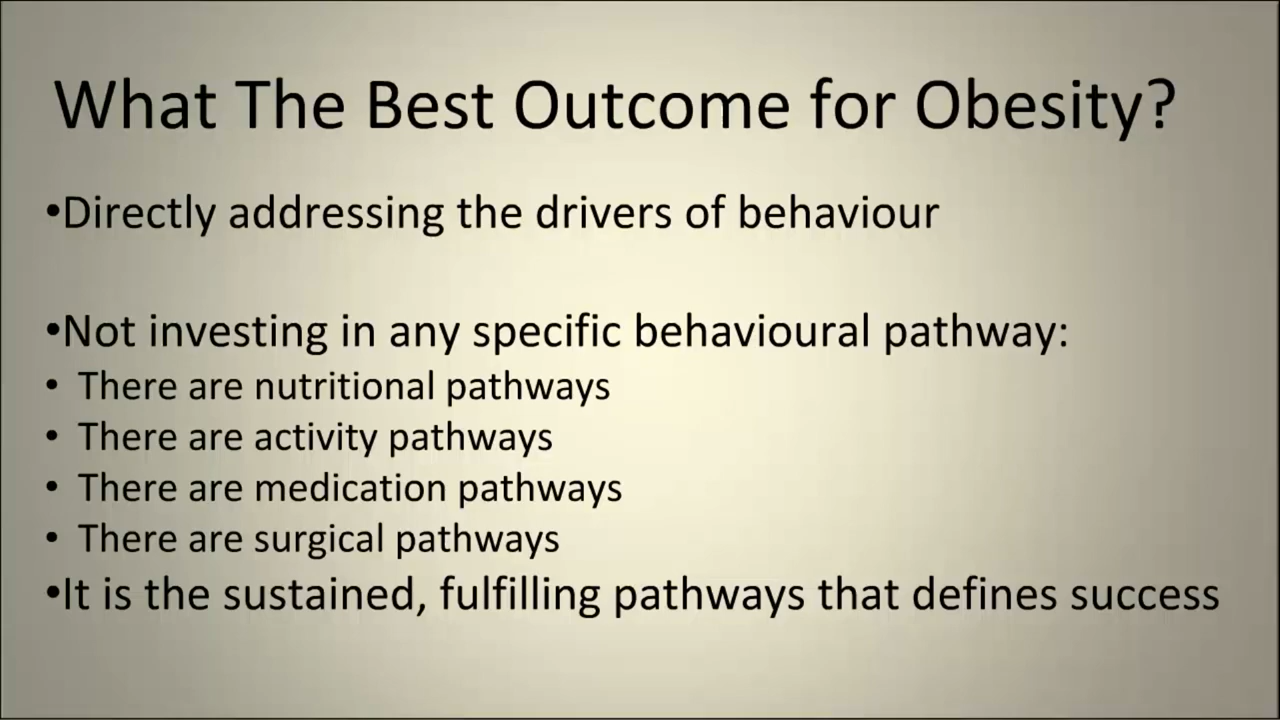 What The Best Outcome for Obesity?
•Directly addressing the drivers of behaviour
•Not investing in any specific behavioural pathway:
• There are nutritional pathways
• There are activity pathways
• There are medication pathways
• There are surgical pathways
•It is the sustained, fulfilling pathways that defines success